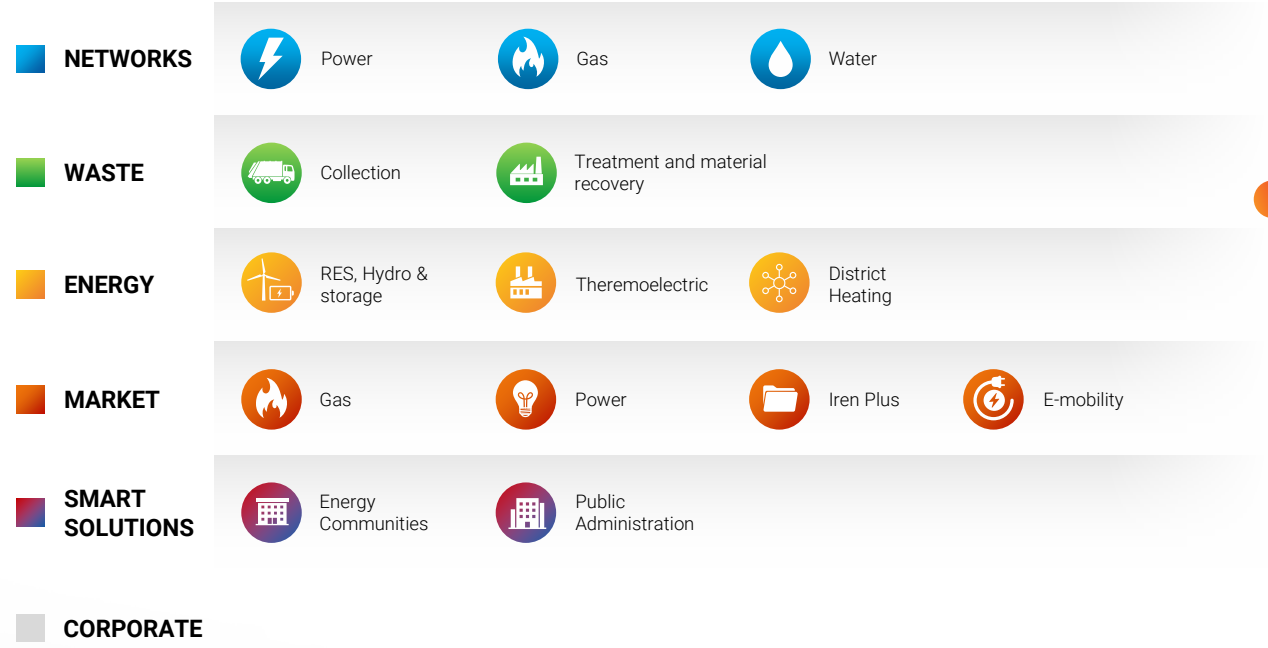 NETWORKS
Power
Gas
Water
WASTE
Collection
Treatment and material
recovery
ENERGY
RES, Hydro &
storage
Theremoelectric
District
Heating
MARKET
Gas
Power
Iren Plus
E-mobility
SMART
SOLUTIONS
Energy
Communities
Public
Administration
CORPORATE